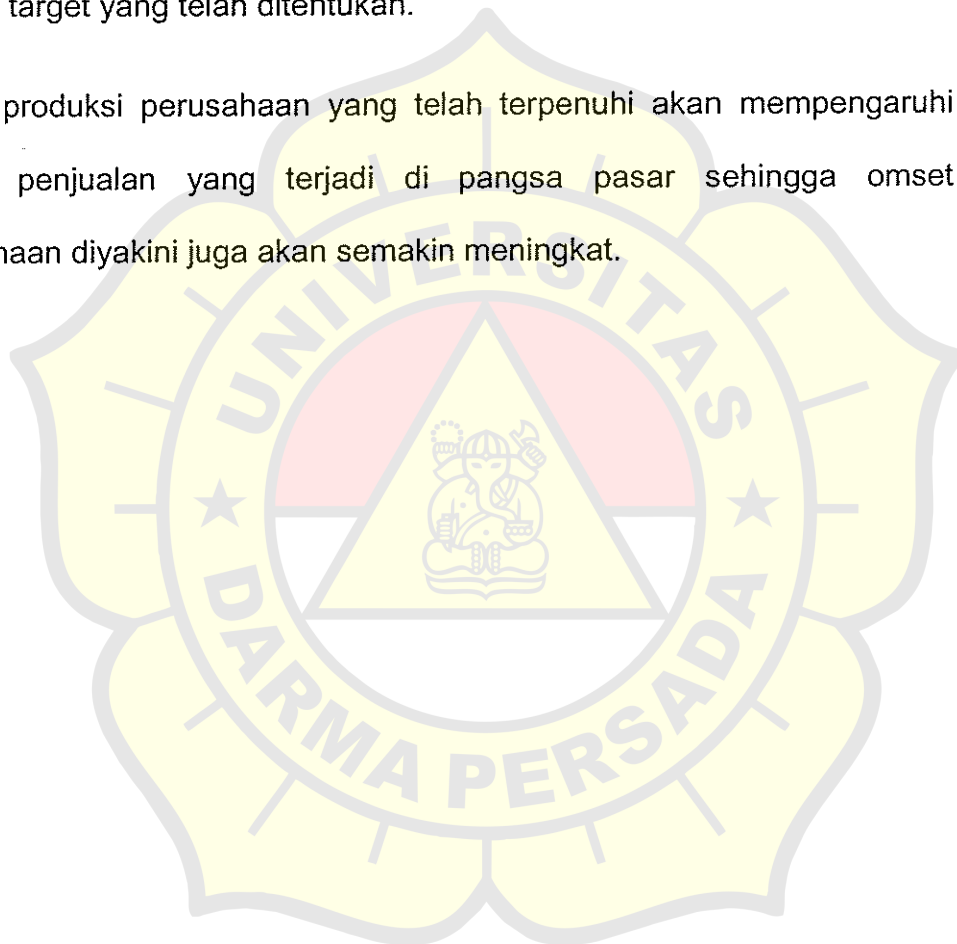 target yang telah ditentukan.
produksi perusahaan yang telah terpenuhi akan mempengaruhi
penjualan yang terjadi di pangsa pasar sehingga omset
haan diyakini juga akan semakin meningkat.
UNIVERSITAS
DARMA PERSADA